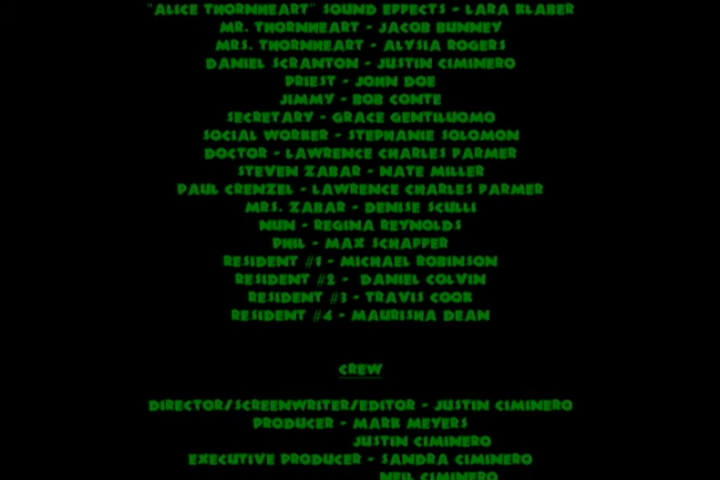 "ALICE THORNHEART" SOUND EFFECTS - LARA KLABER
MR. THORNHEART - JACOB BUNNEY
MRS. THORNHEART - ALYSIA ROGERS
DANIEL SCRANTON - JUSTIN CIMINERO
PRIEST - JOHN DOE
JIMMY - BOB CONTE
SECRETARY - GRACE GENTILUOMO
SOCIAL WORKER - STEPHANIE SOLOMON
DOCTOR - LAWRENCE CHARLES PARMER
STEVEN ZABAR - NATE MILLER
PAUL CRENZEL - LAWRENCE CHARLES PARMER
MRS. ZABAR - DENISE SCULLI
NUN - REGINA REYNOLDS
PHIL - MAX SCHAPPER
RESIDENT #1 - MICHAEL ROBINSON
RESIDENT #2 - DANIEL COLVIN
RESIDENT #3 - TRAVIS COOK
RESIDENT #4 - MAURISHA DEAN
CREW
DIRECTOR/SCREENWRITER/EDITOR - JUSTIN CIMINERO
PRODUCER - MARK MEYERS
JUSTIN CIMINERO
EXECUTIVE PRODUCER - SANDRA CIMINERO
NEIL CIMINERO